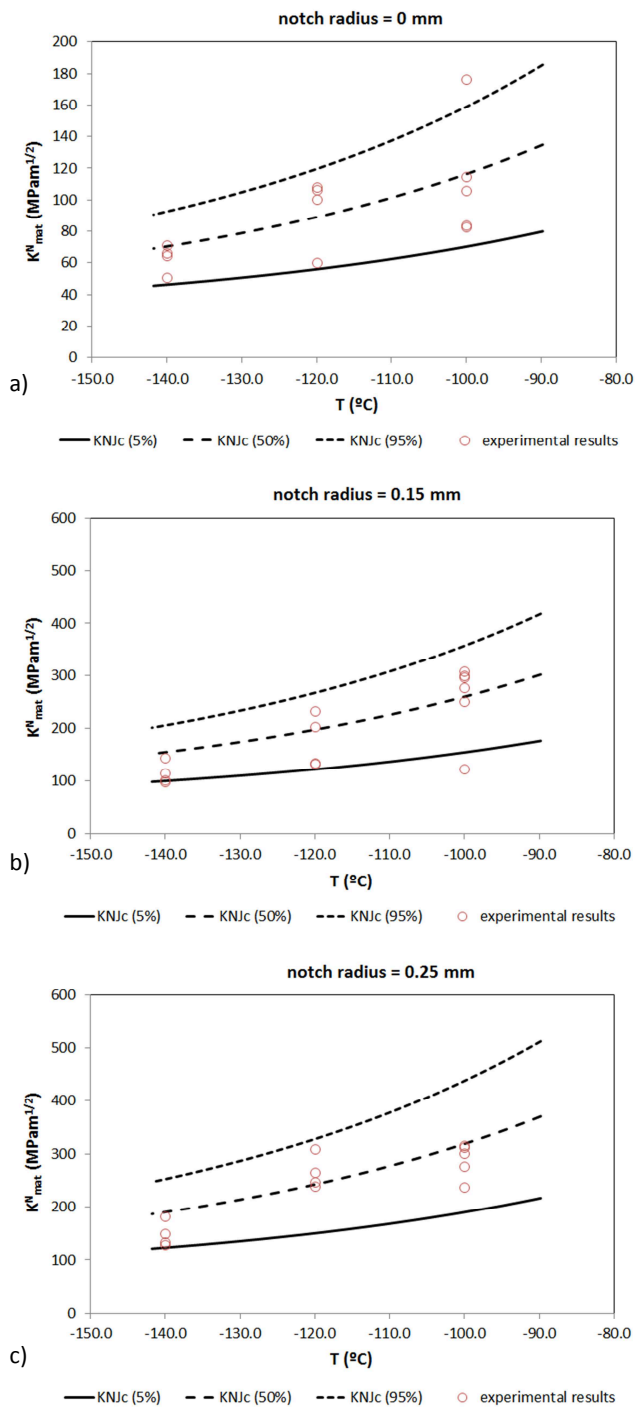 notch radius = 0 mm
200
180
160
140
120
100
80
60
40
20
0
K^N_mat (MPam^1/2)
-150.0 -140.0 -130.0 -120.0 -110.0 -100.0 -90.0 -80.0
T (ºC)
a)
KNJc (5%) KNJc (50%) KNJc (95%) experimental results
notch radius = 0.15 mm
600
500
400
300
200
100
0
K^N_mat (MPam^1/2)
-150.0 -140.0 -130.0 -120.0 -110.0 -100.0 -90.0 -80.0
T (ºC)
b)
KNJc (5%) KNJc (50%) KNJc (95%) experimental results
notch radius = 0.25 mm
600
500
400
300
200
100
0
K^N_mat (MPam^1/2)
-150.0 -140.0 -130.0 -120.0 -110.0 -100.0 -90.0 -80.0
T (ºC)
c)
KNJc (5%) KNJc (50%) KNJc (95%) experimental results